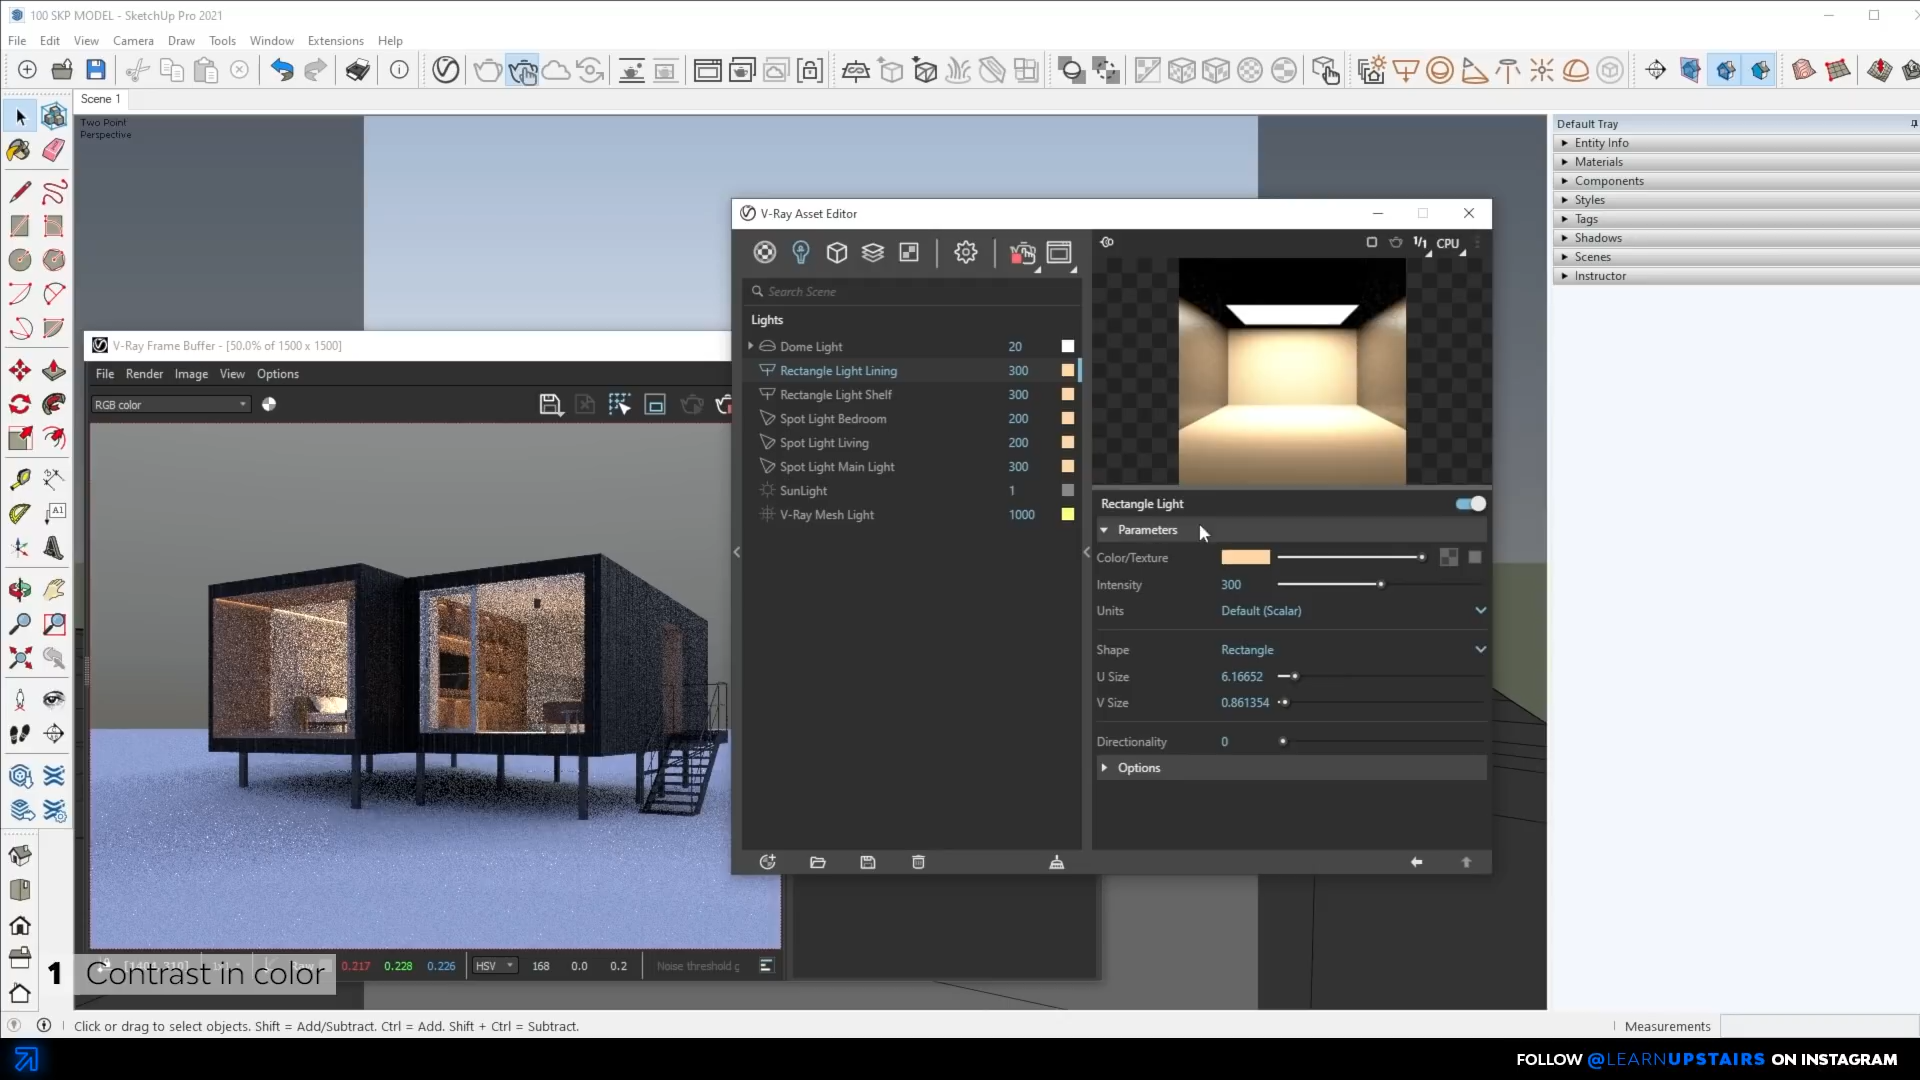 100 SKP MODEL - SketchUp Pro 2021
File Edit View Camera Draw Tools Window Extensions Help
Scene 1
Two Point
Perspective
Default Tray
Entity Info
Materials
Components
Styles
Tags
Shadows
Scenes
Instructor
V-Ray Asset Editor
1/1 CPU
Search Scene
Lights
Dome Light 20
Rectangle Light Lining 300
Rectangle Light Shelf 300
Spot Light Bedroom 200
Spot Light Living 200
Spot Light Main Light 300
SunLight 1
V-Ray Mesh Light 1000
Rectangle Light
Parameters
Color/Texture
Intensity 300
Units Default (Scalar)
Shape Rectangle
U Size 6.16652
V Size 0.861354
Directionality 0
Options
V-Ray Frame Buffer - [50.0% of 1500 x 1500]
File Render Image View Options
RGB color
0.217 0.228 0.226 HSV 168 0.0 0.2 Noise threshold
1 Contrast in color
A1
Click or drag to select objects. Shift = Add/Subtract. Ctrl = Add. Shift + Ctrl = Subtract.
Measurements
FOLLOW @LEARNUPSTAIRS ON INSTAGRAM